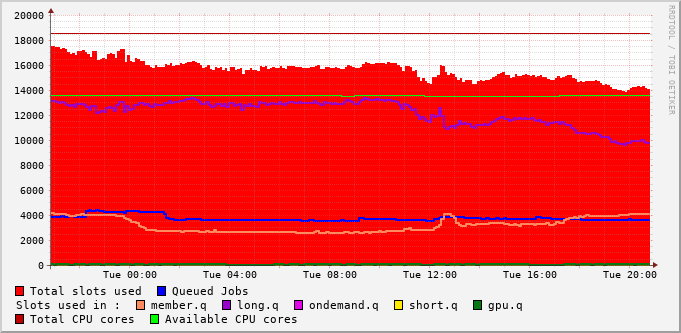 20000
18000
16000
14000
12000
10000
8000
6000
4000
2000
0
Tue 00:00 Tue 04:00 Tue 08:00 Tue 12:00 Tue 16:00 Tue 20:00
Total slots used Queued Jobs
Slots used in : member.q long.q ondemand.q short.q gpu.q
Total CPU cores Available CPU cores
RRDTOOL / TOBI OETIKER